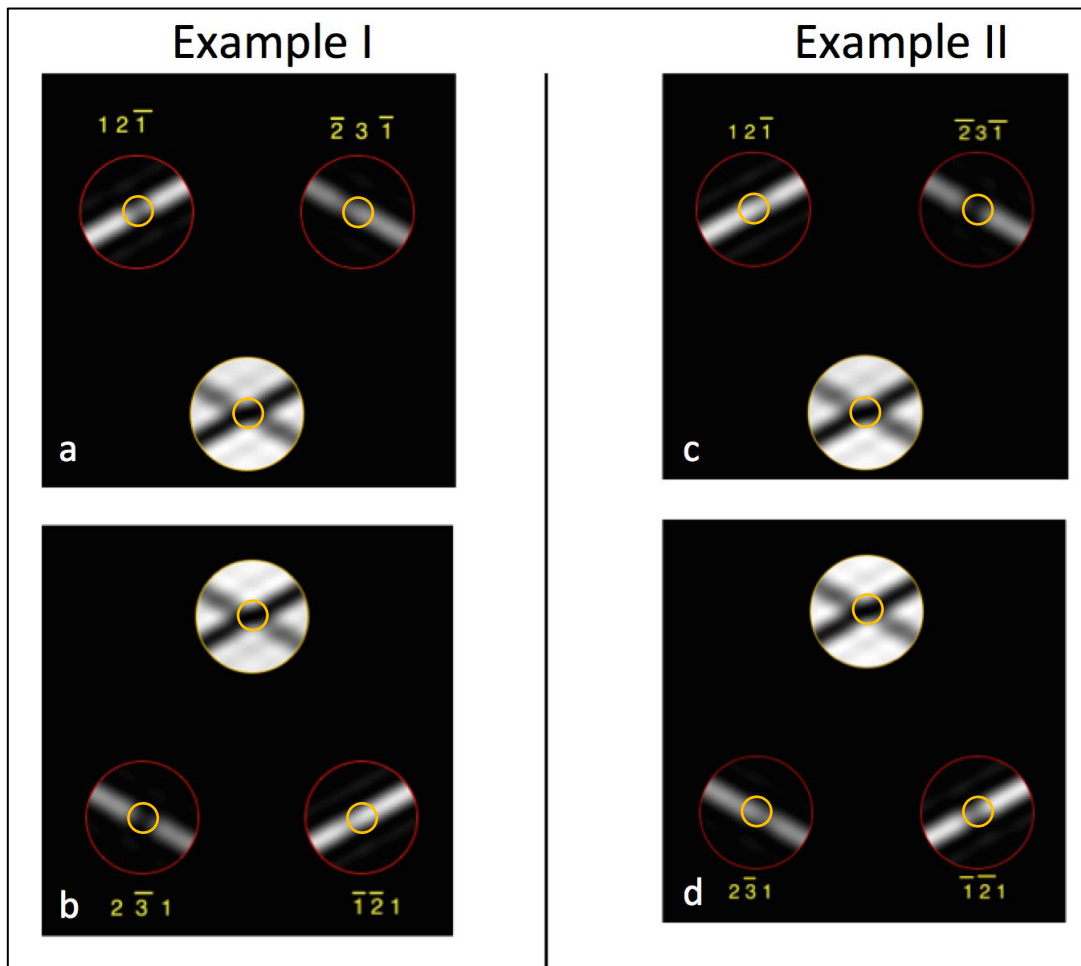 Example I
Example II
1 2 1̅
2̅ 3 1̅
1 2 1̅
2̅ 3 1̅
a
c
2 3̅ 1
1̅ 2̅ 1
b
2 3̅ 1
1̅ 2̅ 1
d